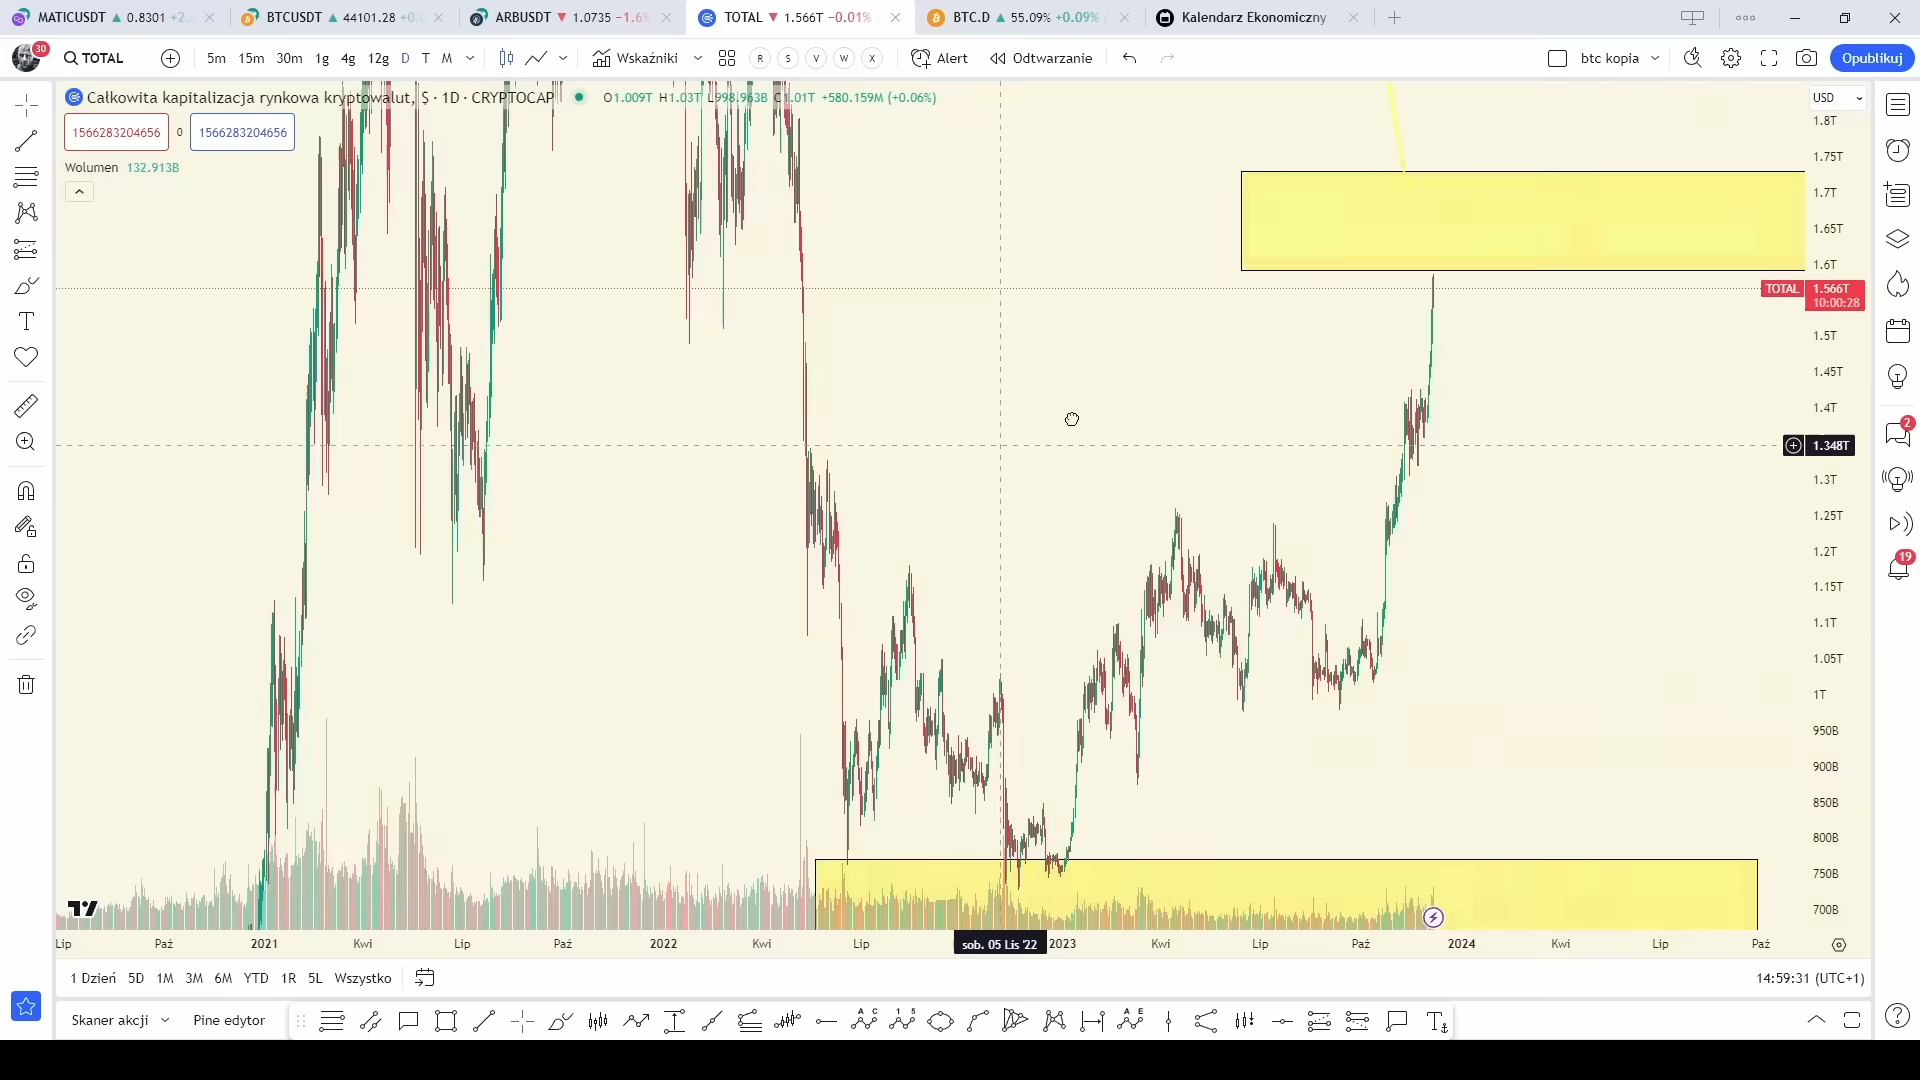 MATICUSDT ▲ 0.8301 +2.
BTCUSDT ▲ 44101.28 +0.
ARBUSDT ▼ 1.0735 −1.6%
TOTAL ▼ 1.566T −0.01%
BTC.D ▲ 55.09% +0.09%
Kalendarz Ekonomiczny
30
TOTAL
5m 15m 30m 1g 4g 12g D T M
Wskaźniki
R S V W X
Alert
Odtwarzanie
btc kopia
Opublikuj
Całkowita kapitalizacja rynkowa kryptowalut, $ · 1D · CRYPTOCAP
O1.009T H1.03T L998.963B C1.01T +580.159M (+0.06%)
USD
1566283204656 0 1566283204656
Wolumen 132.913B
1.8T
1.75T
1.7T
1.65T
1.6T
TOTAL 1.566T
10:00:28
1.5T
1.45T
1.4T
1.348T
1.3T
1.25T
1.2T
1.15T
1.1T
1.05T
1T
950B
900B
850B
800B
750B
700B
2
19
Lip Paź 2021 Kwi Lip Paź 2022 Kwi Lip sob. 05 Lis '22 2023 Kwi Lip Paź 2024 Kwi Lip Paź
1 Dzień 5D 1M 3M 6M YTD 1R 5L Wszystko
14:59:31 (UTC+1)
Skaner akcji Pine edytor